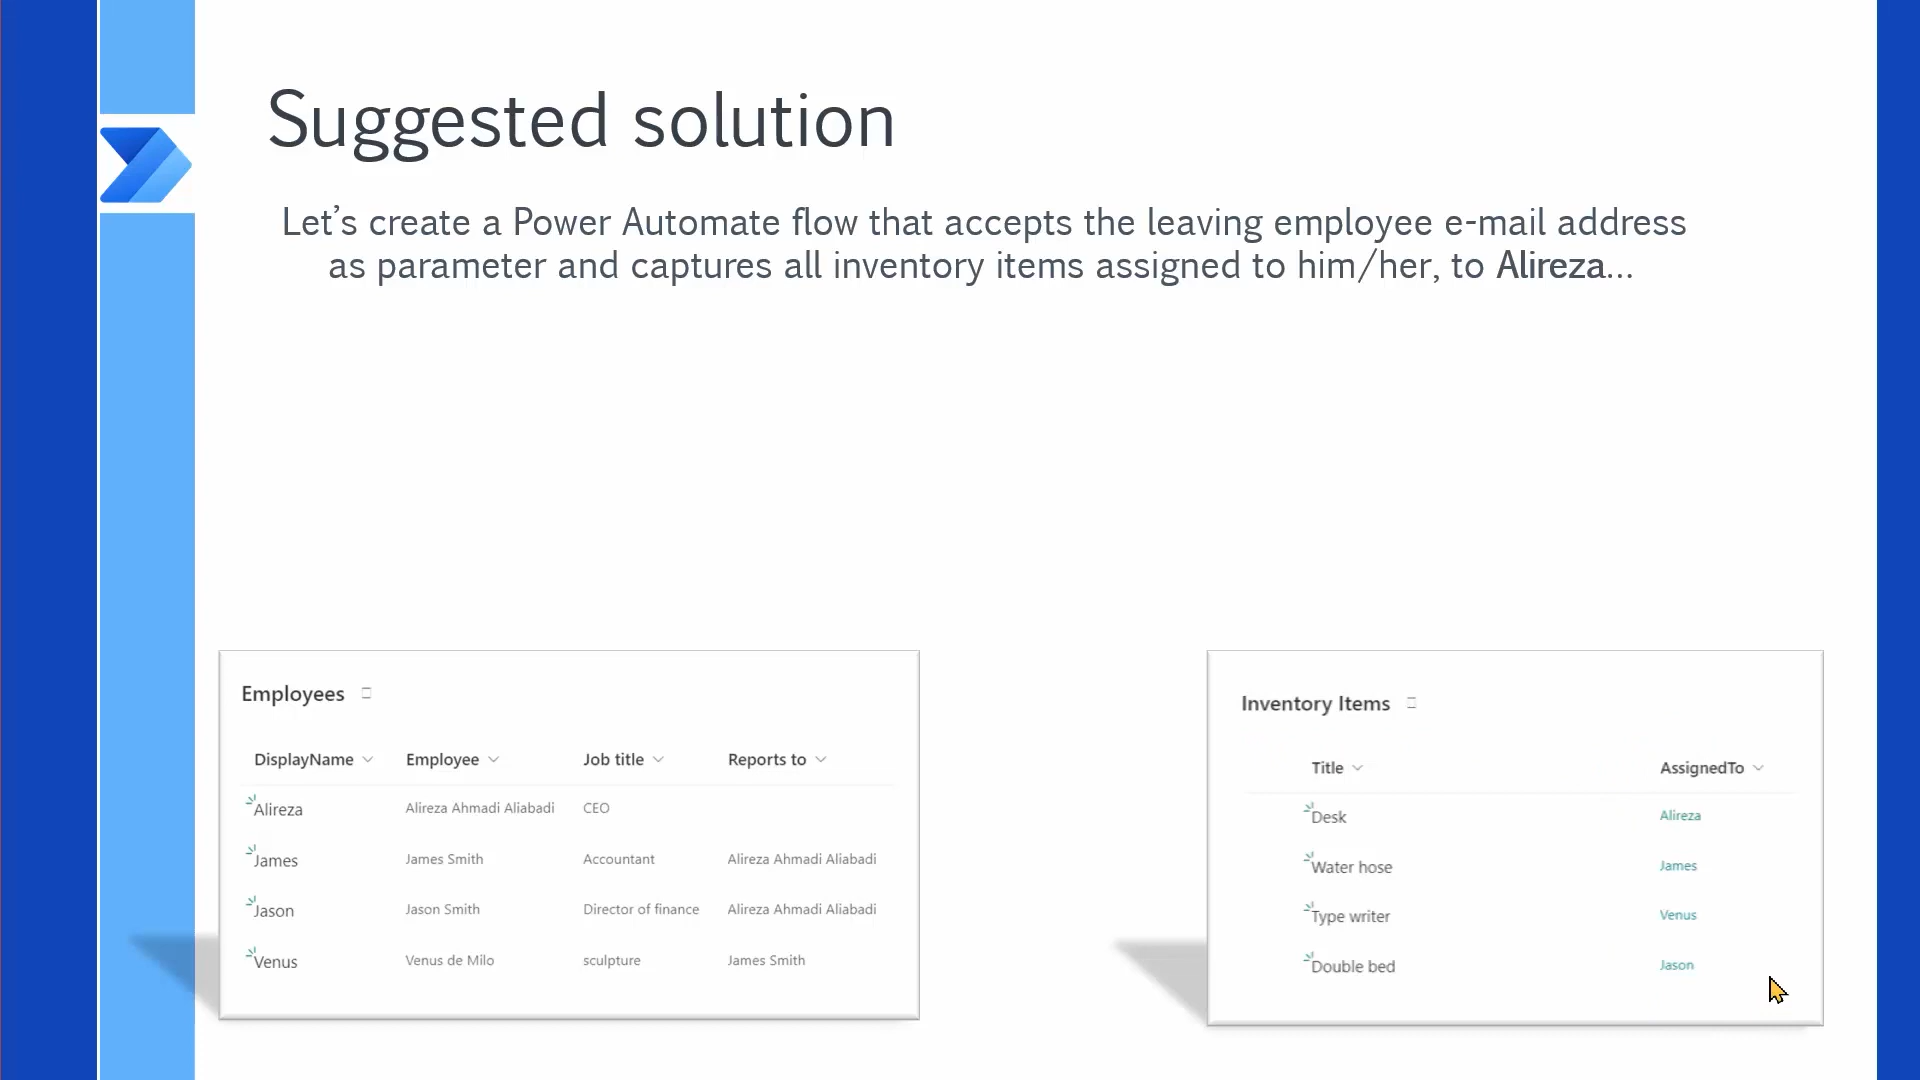 Suggested solution
Let’s create a Power Automate flow that accepts the leaving employee e-mail address
as parameter and captures all inventory items assigned to him/her, to Alireza...
Employees
DisplayName Employee Job title Reports to
Alireza Alireza Ahmadi Aliabadi CEO
James James Smith Accountant Alireza Ahmadi Aliabadi
Jason Jason Smith Director of finance Alireza Ahmadi Aliabadi
Venus Venus de Milo sculpture James Smith
Inventory Items
Title AssignedTo
Desk Alireza
Water hose James
Type writer Venus
Double bed Jason